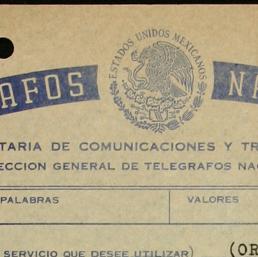 ESTADOS UNIDOS MEXICANOS
AFOS NA
TARIA DE COMUNICACIONES Y TR
ECCION GENERAL DE TELEGRAFOS NAC
PALABRAS VALORES
SERVICIO QUE DESEE UTILIZAR) (OR